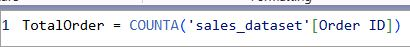 1 TotalOrder = COUNTA('sales_dataset'[Order ID])